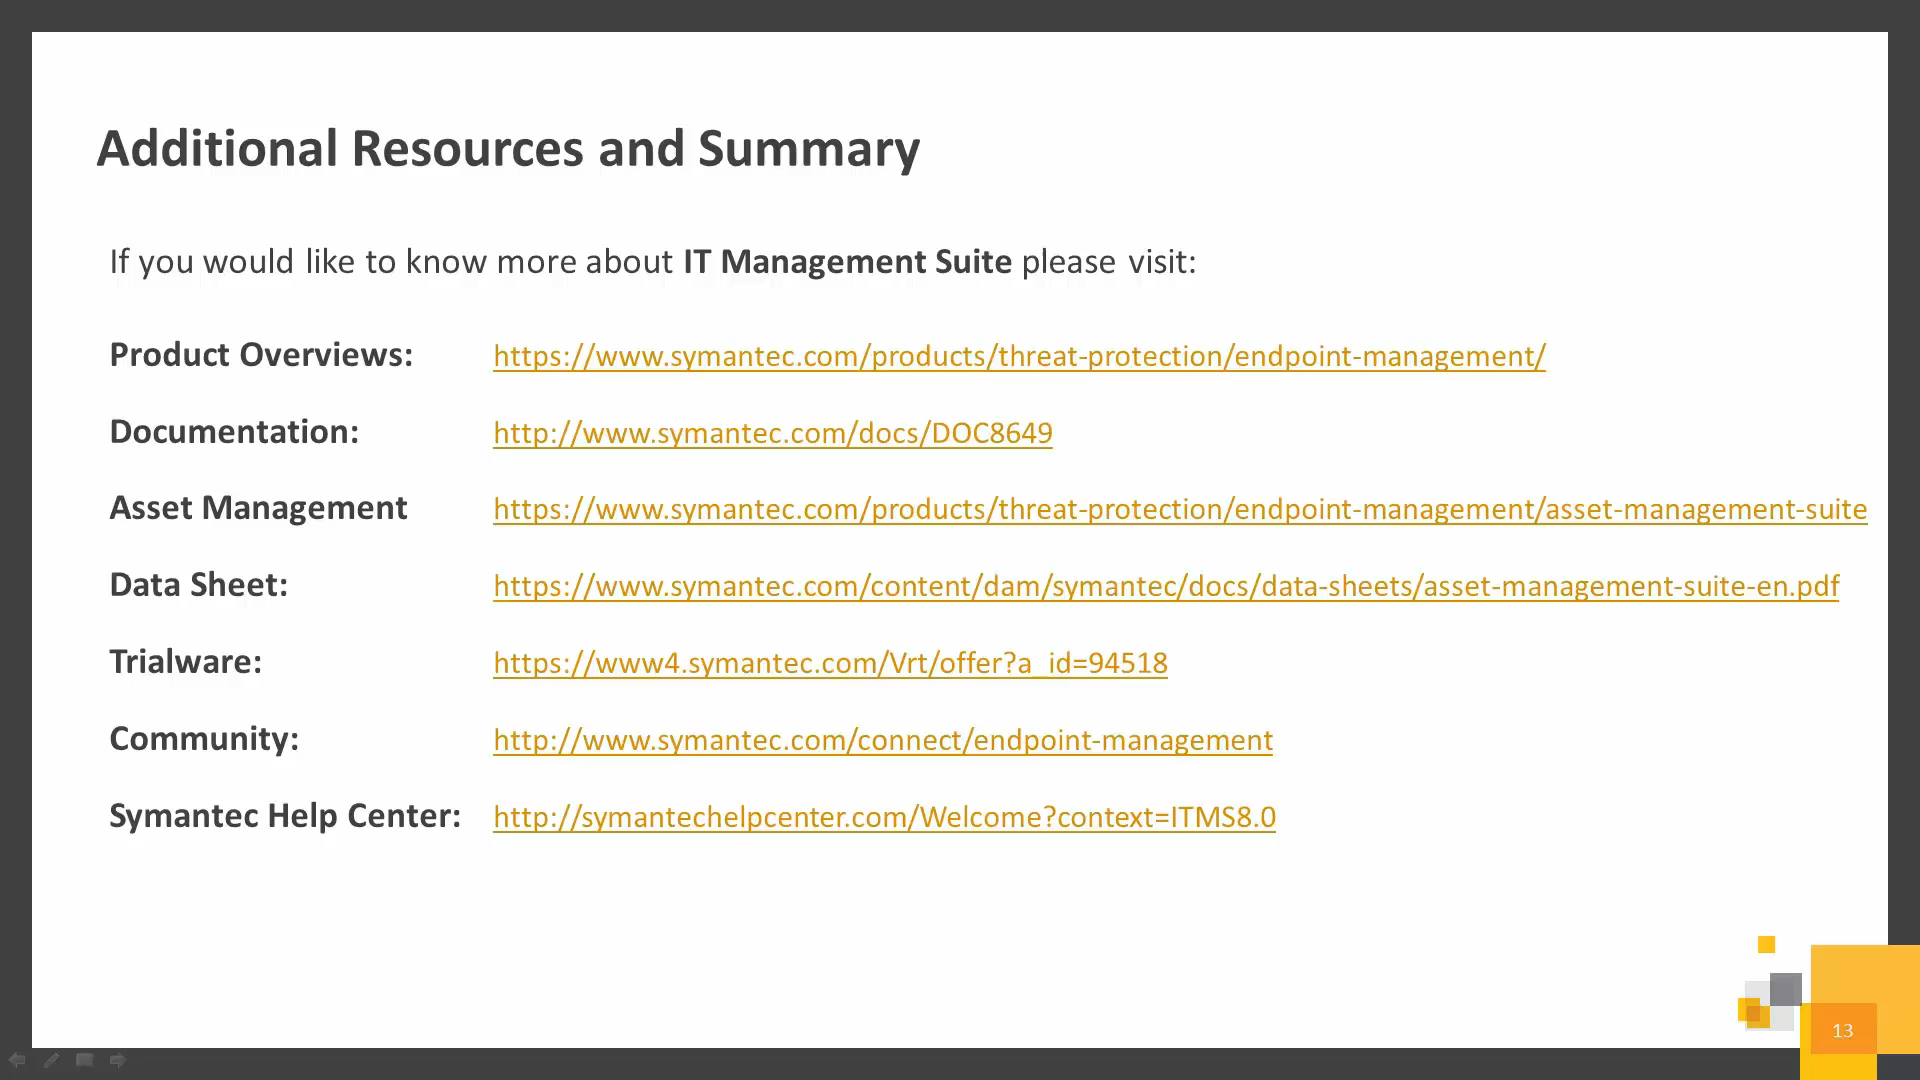 Additional Resources and Summary
If you would like to know more about IT Management Suite please visit:
Product Overviews: https://www.symantec.com/products/threat-protection/endpoint-management/
Documentation: http://www.symantec.com/docs/DOC8649
Asset Management https://www.symantec.com/products/threat-protection/endpoint-management/asset-management-suite
Data Sheet: https://www.symantec.com/content/dam/symantec/docs/data-sheets/asset-management-suite-en.pdf
Trialware: https://www4.symantec.com/Vrt/offer?a_id=94518
Community: http://www.symantec.com/connect/endpoint-management
Symantec Help Center: http://symantechelpcenter.com/Welcome?context=ITMS8.0
13